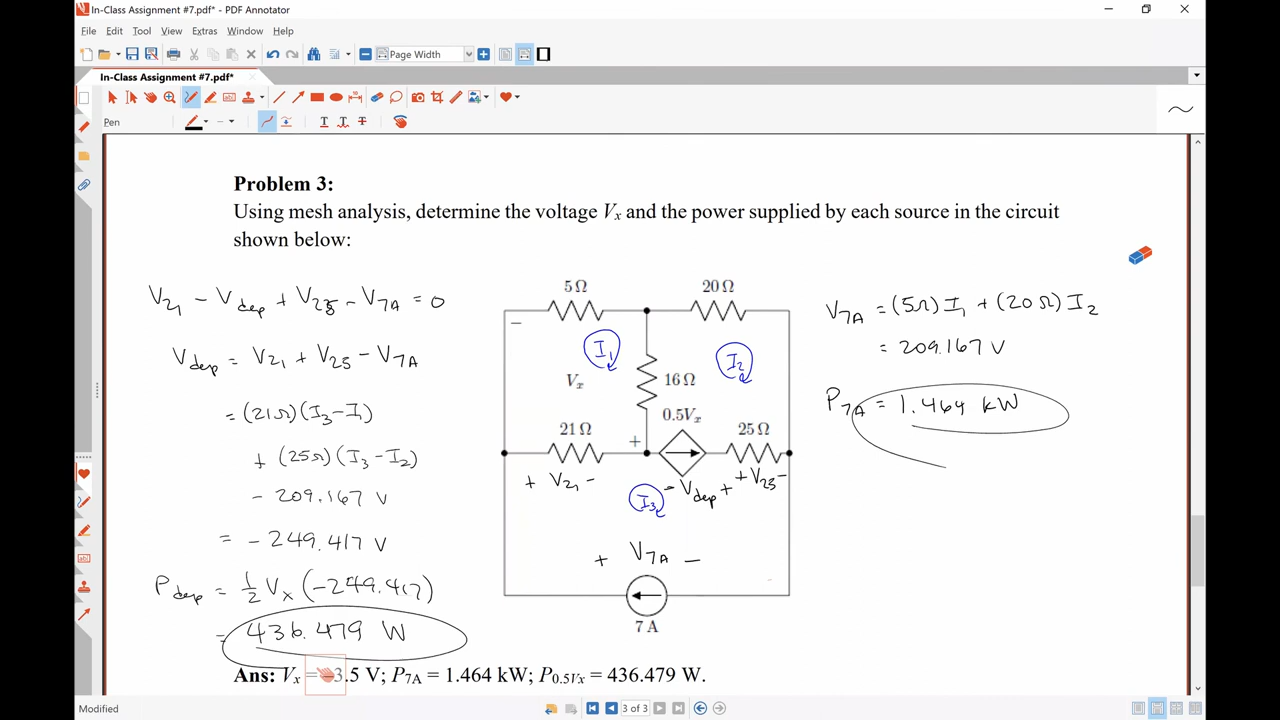 In-Class Assignment #7.pdf* - PDF Annotator
File Edit Tool View Extras Window Help
Page Width
In-Class Assignment #7.pdf*
Pen
Problem 3:
Using mesh analysis, determine the voltage Vₓ and the power supplied by each source in the circuit
shown below:
V₂₁ - V_dep + V₂₅ - V₇A = 0
V_dep = V₂₁ + V₂₅ - V₇A
= (21Ω)(I₃ - I₁)
+ (25Ω)(I₃ - I₂)
- 209.167 V
= - 249.417 V
P_dep = 1/2 Vₓ (-249.417)
= 436.479 W
5 Ω
20 Ω
-
I₁
I₂
Vₓ
16 Ω
0.5Vₓ
21 Ω
+
25 Ω
+ V₂₁ -
- V_dep +
+ V₂₅ -
I₃
+ V₇A -
7 A
V₇A = (5Ω) I₁ + (20Ω) I₂
= 209.167 V
P₇A = 1.464 kW
Ans: Vₓ = -3.5 V; P₇A = 1.464 kW; P₀.₅Vₓ = 436.479 W.
Modified
3 of 3